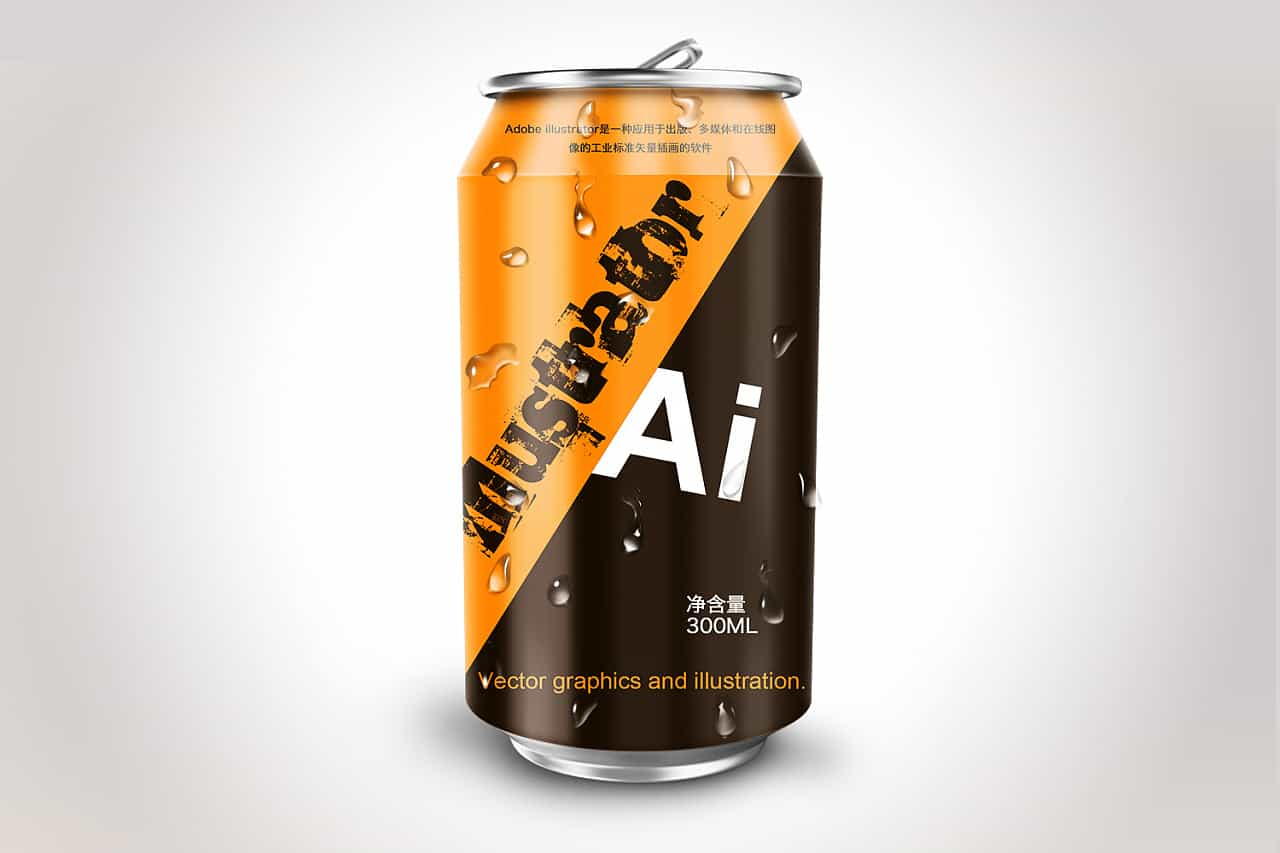 Adobe illustrator是一种应用于出版、多媒体和在线图
像的工业标准矢量插画的软件
illustrator
Ai
净含量
300ML
Vector graphics and illustration.